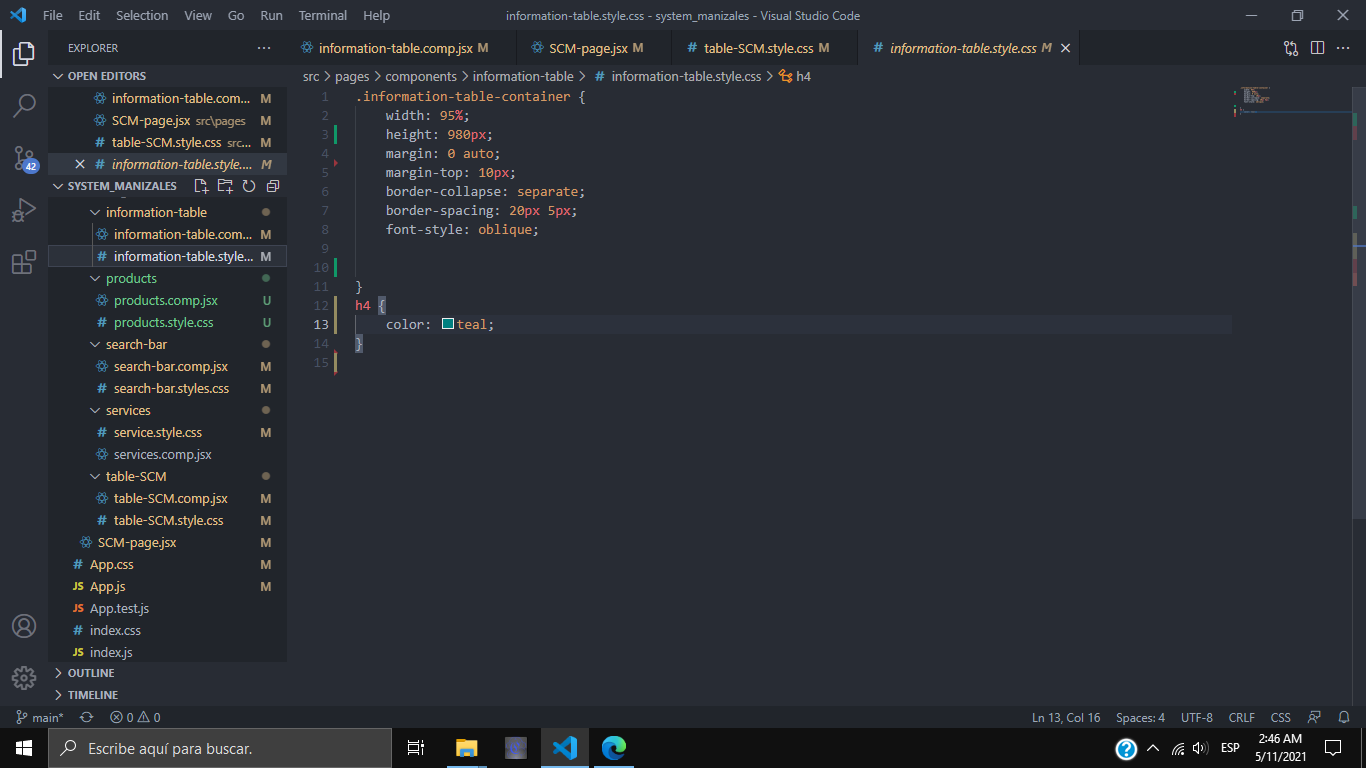 File Edit Selection View Go Run Terminal Help
information-table.style.css - system_manizales - Visual Studio Code
EXPLORER
information-table.comp.jsx M
SCM-page.jsx M
table-SCM.style.css M
# information-table.style.css M
OPEN EDITORS
information-table.com... M
SCM-page.jsx src\pages M
# table-SCM.style.css src... M
# information-table.style.... M
42
SYSTEM_MANIZALES
information-table
information-table.com... M
# information-table.style... M
products
products.comp.jsx U
# products.style.css U
search-bar
search-bar.comp.jsx M
# search-bar.styles.css M
services
# service.style.css M
services.comp.jsx
table-SCM
table-SCM.comp.jsx M
# table-SCM.style.css M
SCM-page.jsx M
# App.css M
JS App.js M
JS App.test.js
# index.css
JS index.js
OUTLINE
TIMELINE
src > pages > components > information-table > # information-table.style.css > h4
1 .information-table-container {
2 width: 95%;
3 height: 980px;
4 margin: 0 auto;
5 margin-top: 10px;
6 border-collapse: separate;
7 border-spacing: 20px 5px;
8 font-style: oblique;
9
10
11 }
12 h4 {
13 color: teal;
14 }
15
main* 0 0
Ln 13, Col 16 Spaces: 4 UTF-8 CRLF CSS
Escribe aquí para buscar.
ESP
2:46 AM
5/11/2021